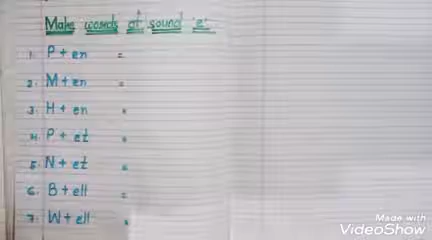 Make words of sound 'e'
1. P + en =
2. M + en =
3. H + en =
4. P + et =
5. N + et =
6. B + ell =
7. W + ell =
Made with
VideoShow